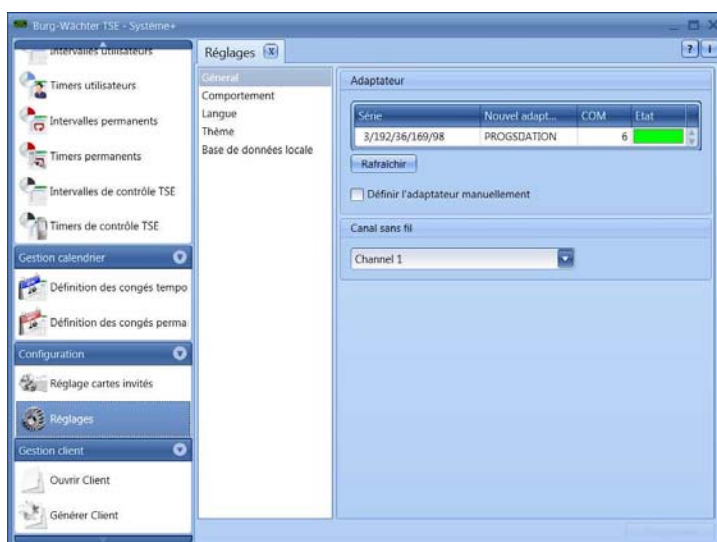 Burg-Wächter TSE - Système+
Intervalles utilisateurs
Timers utilisateurs
Intervalles permanents
Timers permanents
Intervalles de contrôle TSE
Timers de contrôle TSE
Gestion calendrier
Définition des congés tempo
Définition des congés perma
Configuration
Réglage cartes invités
Réglages
Gestion client
Ouvrir Client
Générer Client
Réglages
Général
Comportement
Langue
Thème
Base de données locale
Adaptateur
Série Nouvel adapt... COM Etat
3/192/36/169/98 PROGSDATION 6
Rafraîchir
Définir l'adaptateur manuellement
Canal sans fil
Channel 1